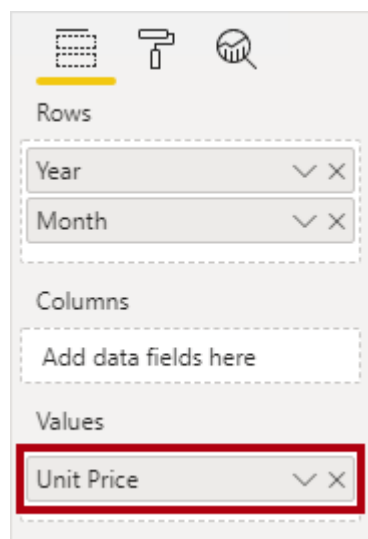 Rows
Year
Month
Columns
Add data fields here
Values
Unit Price